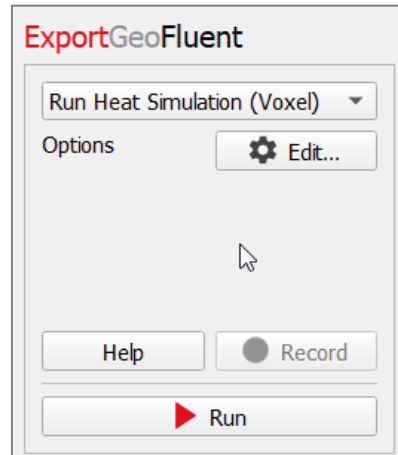 ExportGeoFluent
Run Heat Simulation (Voxel)
Options
Edit...
Help
Record
Run